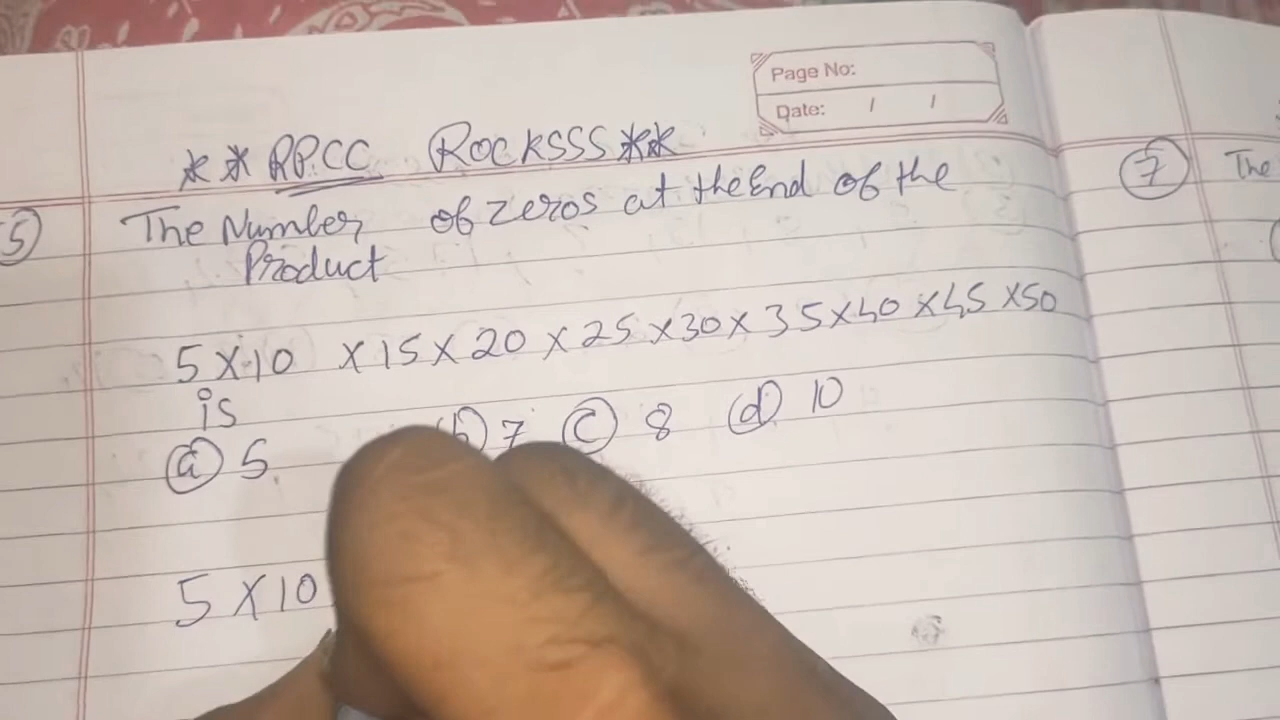 Page No:
Date: / /
** RPCC ROCKSSS **
5 The Number of zeros at the End of the
Product
5 X 10 X 15 X 20 X 25 X 30 X 35 X 40 X 45 X 50
is
(a) 5 (b) 7 (c) 8 (d) 10
5 X 10
7 The